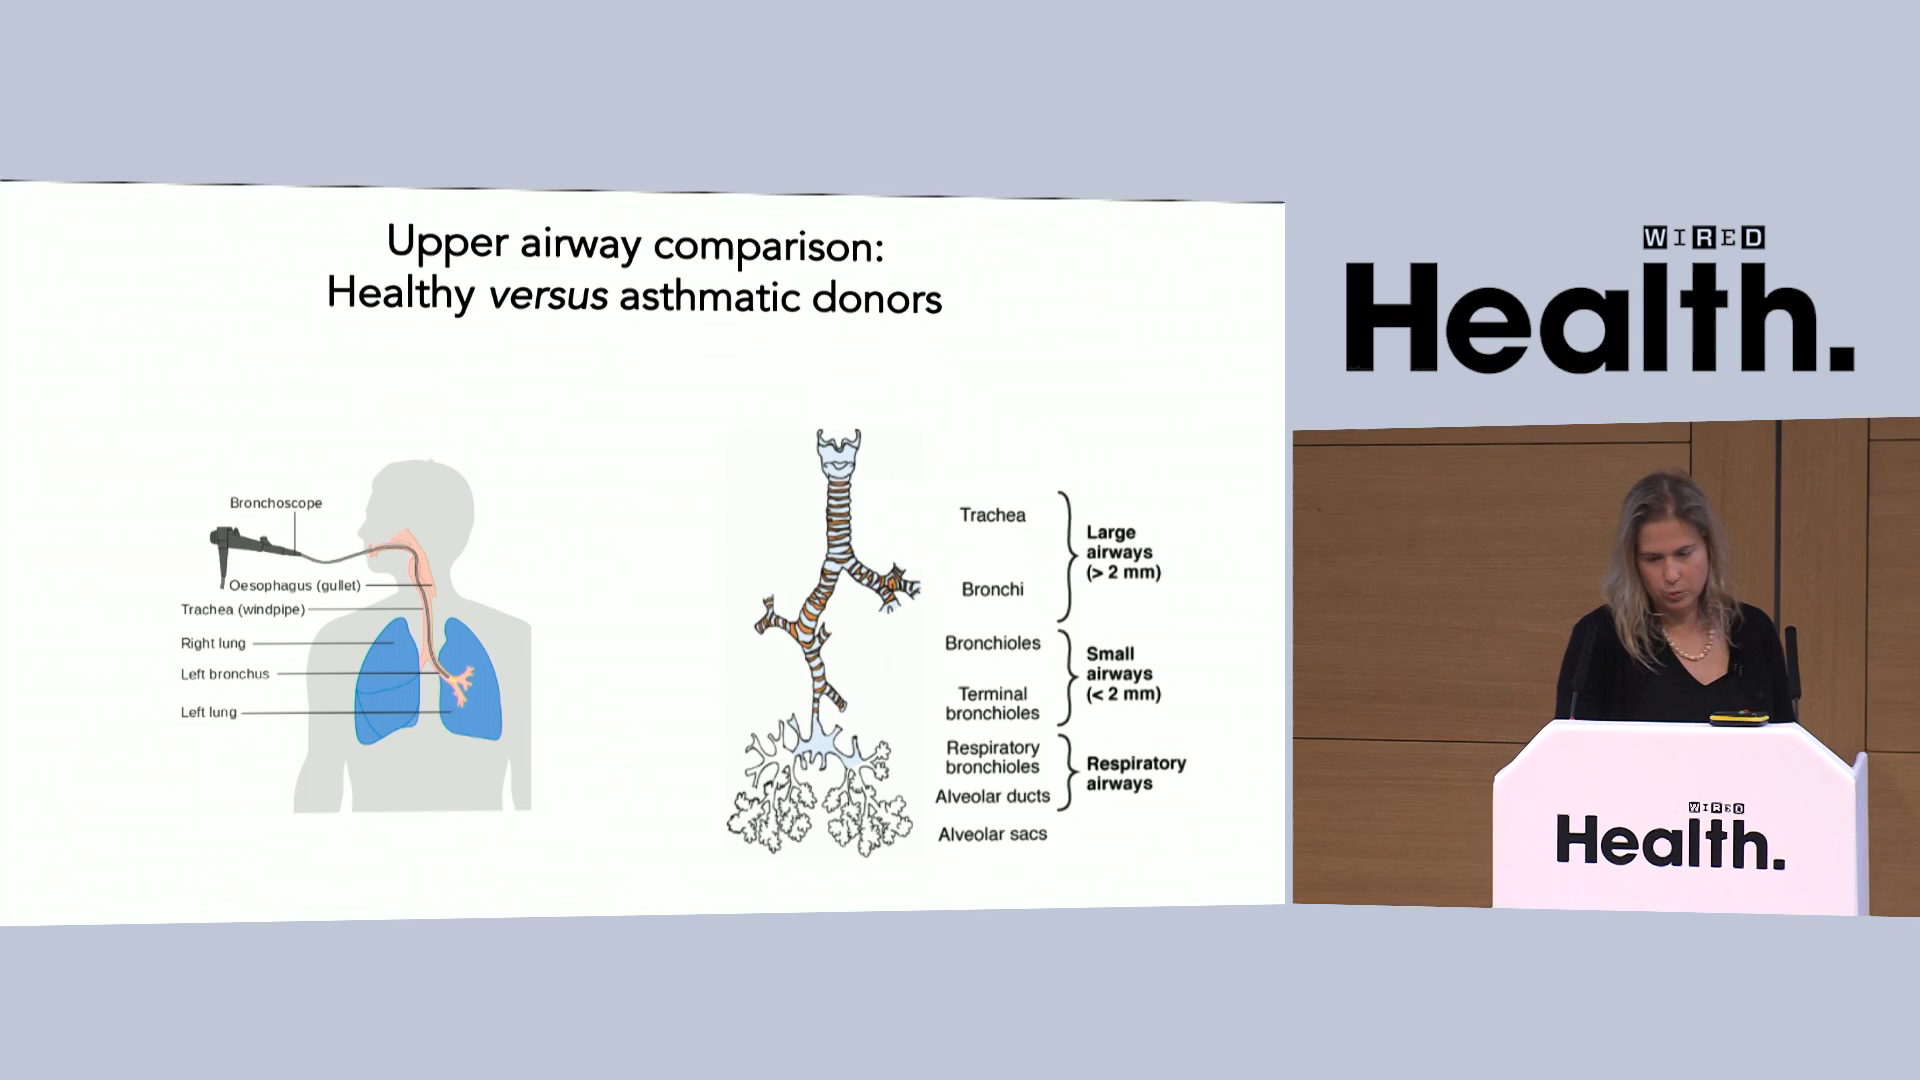 Upper airway comparison:
Healthy versus asthmatic donors
Bronchoscope
Oesophagus (gullet)
Trachea (windpipe)
Right lung
Left bronchus
Left lung
Trachea
Bronchi
Large
airways
(> 2 mm)
Bronchioles
Terminal
bronchioles
Small
airways
(< 2 mm)
Respiratory
bronchioles
Alveolar ducts
Respiratory
airways
Alveolar sacs
WIRED
Health.
WIRED
Health.